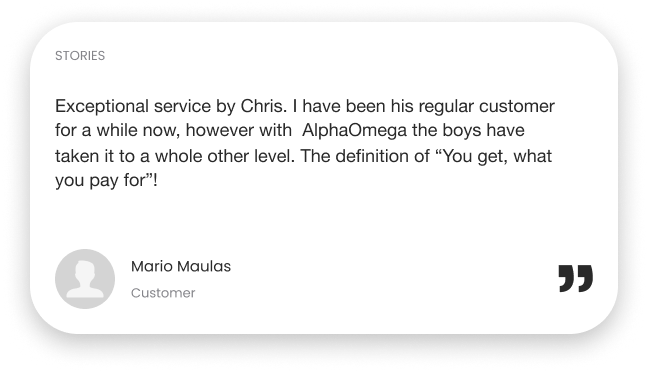 STORIES
Exceptional service by Chris. I have been his regular customer
for a while now, however with  AlphaOmega the boys have
taken it to a whole other level. The definition of “You get, what
you pay for”!
Mario Maulas
Customer
”